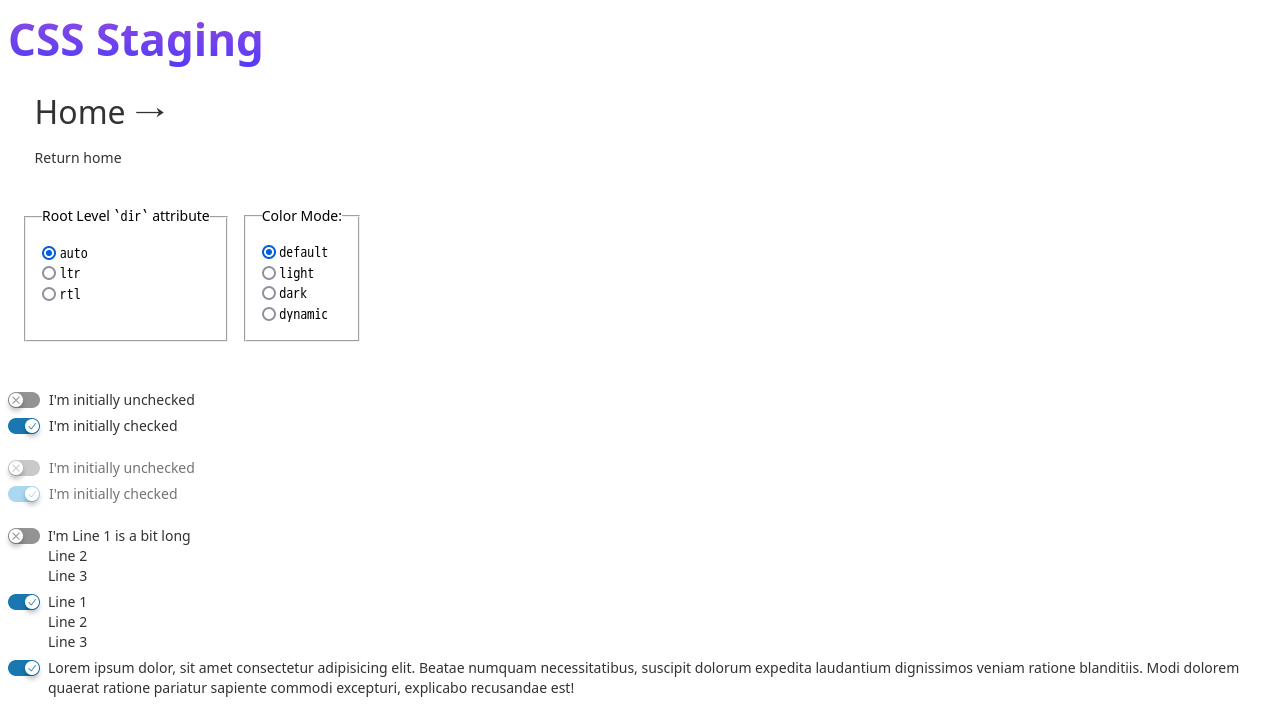 CSS Staging
Home →
Return home
Root Level `dir` attribute
auto
ltr
rtl
Color Mode:
default
light
dark
dynamic
I'm initially unchecked
I'm initially checked
I'm initially unchecked
I'm initially checked
I'm Line 1 is a bit long
Line 2
Line 3
Line 1
Line 2
Line 3
Lorem ipsum dolor, sit amet consectetur adipisicing elit. Beatae numquam necessitatibus, suscipit dolorum expedita laudantium dignissimos veniam ratione blanditiis. Modi dolorem
quaerat ratione pariatur sapiente commodi excepturi, explicabo recusandae est!